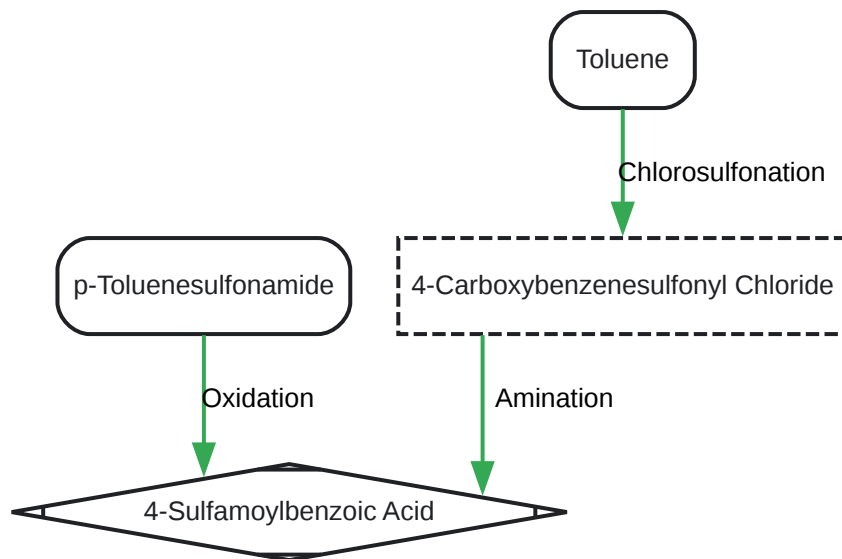 Toluene
Chlorosulfonation
p-Toluenesulfonamide
4-Carboxybenzenesulfonyl Chloride
Oxidation
Amination
4-Sulfamoylbenzoic Acid